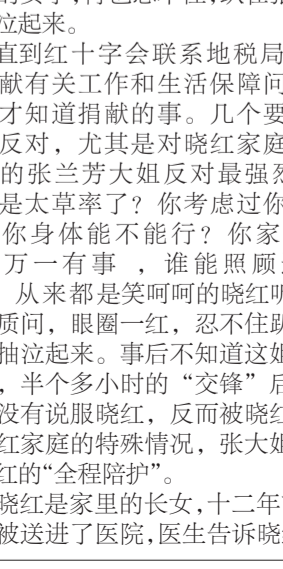 泣起来。
直到红十字会联系地税局
献有关工作和生活保障问
才知道捐献的事。几个要
反对，尤其是对晓红家庭
的张兰芳大姐反对最强烈
是太草率了？你考虑过你
你身体能不能行？你家
万一有事 ，谁能照顾
从来都是笑呵呵的晓红听
质问，眼圈一红，忍不住趴
抽泣起来。事后不知道这姐
，半个多小时的“交锋”后
没有说服晓红，反而被晓红
红家庭的特殊情况，张大姐
红的“全程陪护”。
晓红是家里的长女，十二年
被送进了医院，医生告诉晓